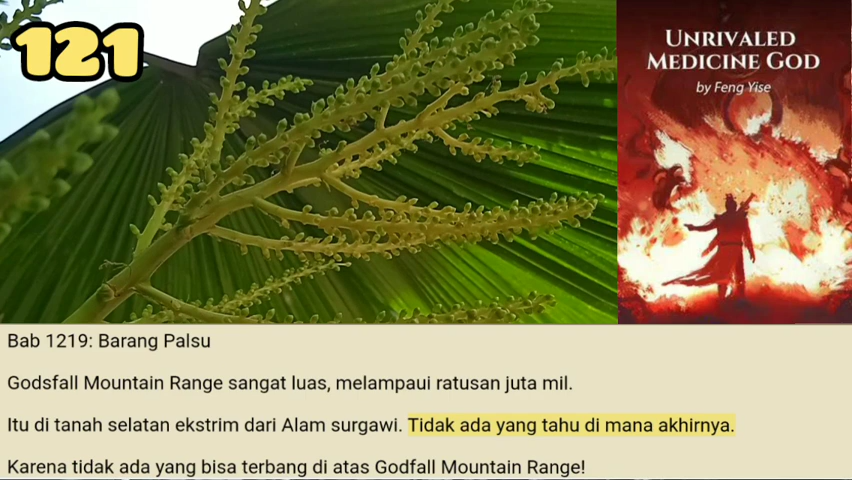 121
UNRIVALED
MEDICINE GOD
by Feng Yise
Bab 1219: Barang Palsu
Godsfall Mountain Range sangat luas, melampaui ratusan juta mil.
Itu di tanah selatan ekstrim dari Alam surgawi. Tidak ada yang tahu di mana akhirnya.
Karena tidak ada yang bisa terbang di atas Godfall Mountain Range!